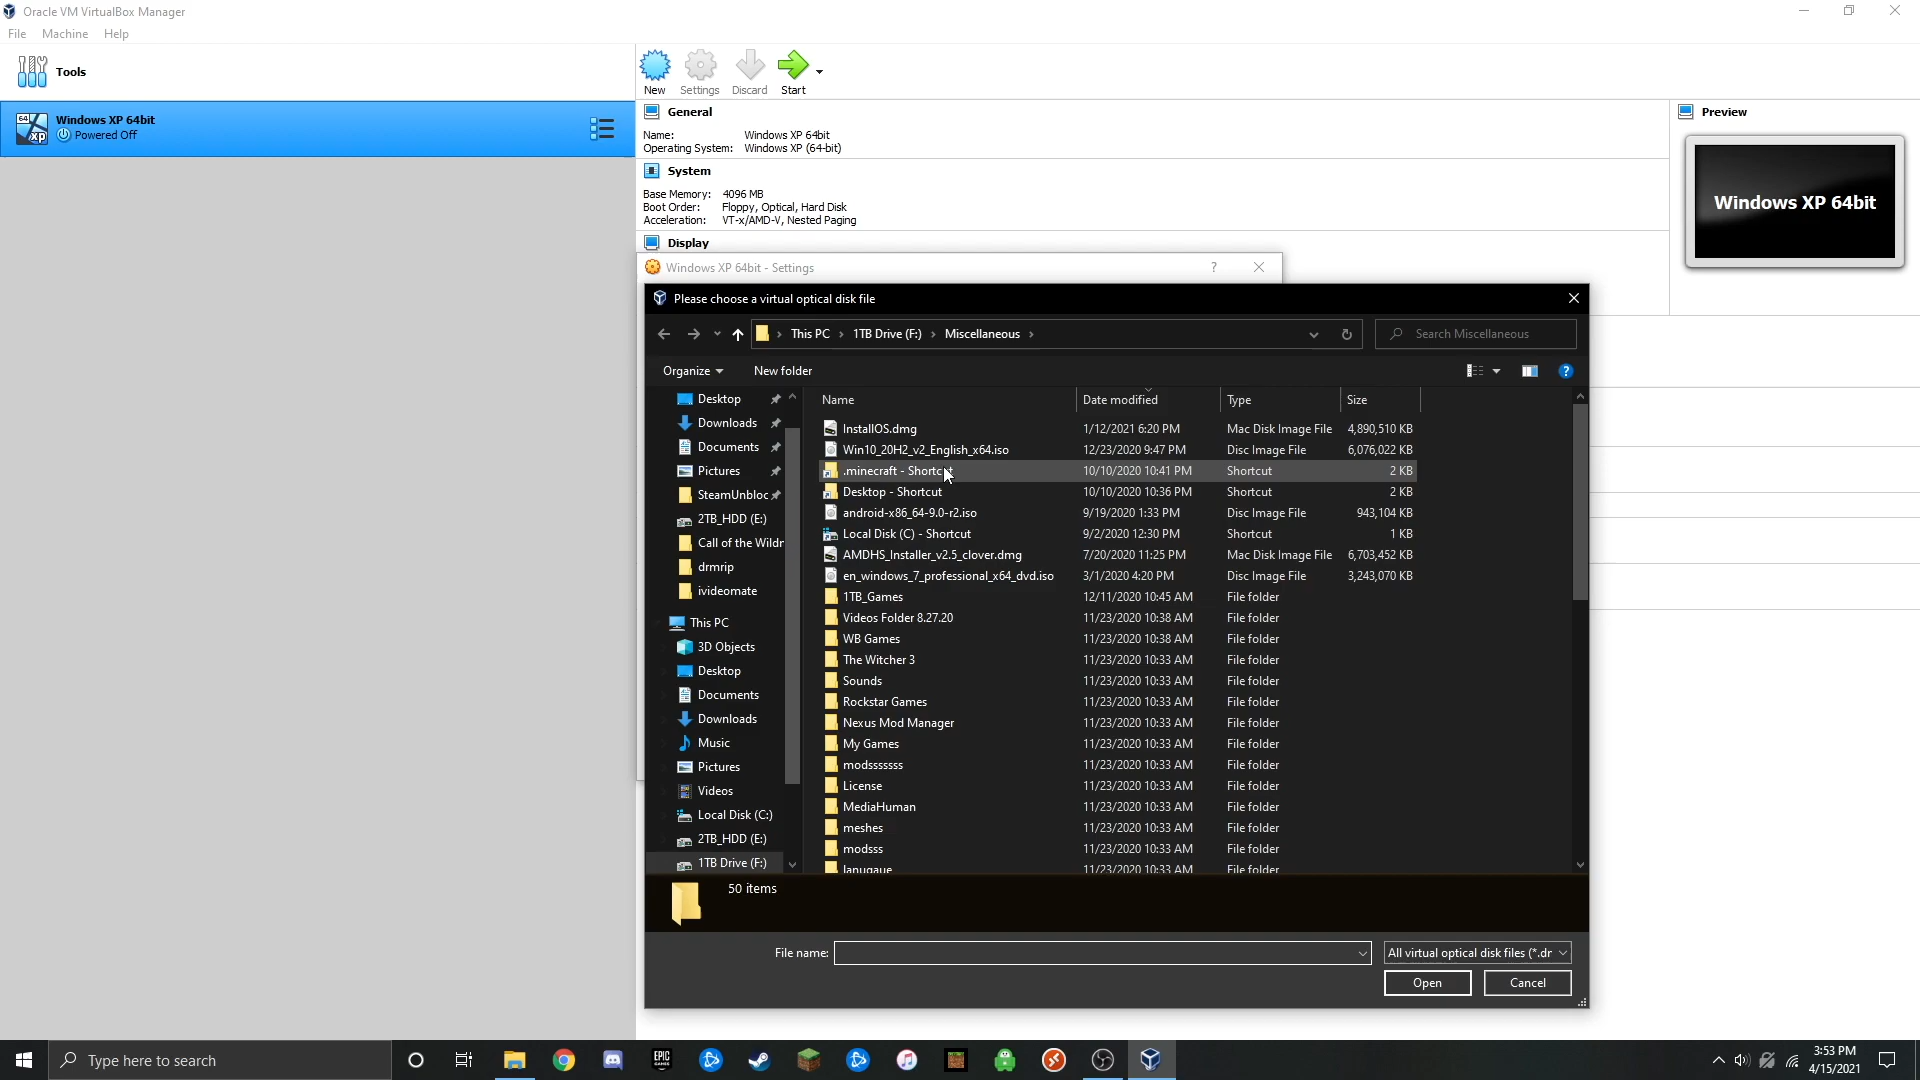 Oracle VM VirtualBox Manager
File Machine Help
Tools
New
Settings
Discard
Start
64
xp
Windows XP 64bit
Powered Off
General
Name: Windows XP 64bit
Operating System: Windows XP (64-bit)
System
Base Memory: 4096 MB
Boot Order: Floppy, Optical, Hard Disk
Acceleration: VT-x/AMD-V, Nested Paging
Display
Preview
Windows XP 64bit
Windows XP 64bit - Settings
?
Please choose a virtual optical disk file
This PC › 1TB Drive (F:) › Miscellaneous ›
Search Miscellaneous
Organize
New folder
?
Desktop
Downloads
Documents
Pictures
SteamUnbloc
2TB_HDD (E:)
Call of the Wildr
drmrip
ivideomate
This PC
3D Objects
Desktop
Documents
Downloads
Music
Pictures
Videos
Local Disk (C:)
2TB_HDD (E:)
1TB Drive (F:)
Name Date modified Type Size
InstallOS.dmg 1/12/2021 6:20 PM Mac Disk Image File 4,890,510 KB
Win10_20H2_v2_English_x64.iso 12/23/2020 9:47 PM Disc Image File 6,076,022 KB
.minecraft - Shortcut 10/10/2020 10:41 PM Shortcut 2 KB
Desktop - Shortcut 10/10/2020 10:36 PM Shortcut 2 KB
android-x86_64-9.0-r2.iso 9/19/2020 1:33 PM Disc Image File 943,104 KB
Local Disk (C) - Shortcut 9/2/2020 12:30 PM Shortcut 1 KB
AMDHS_Installer_v2.5_clover.dmg 7/20/2020 11:25 PM Mac Disk Image File 6,703,452 KB
en_windows_7_professional_x64_dvd.iso 3/1/2020 4:20 PM Disc Image File 3,243,070 KB
1TB_Games 12/11/2020 10:45 AM File folder
Videos Folder 8.27.20 11/23/2020 10:38 AM File folder
WB Games 11/23/2020 10:38 AM File folder
The Witcher 3 11/23/2020 10:33 AM File folder
Sounds 11/23/2020 10:33 AM File folder
Rockstar Games 11/23/2020 10:33 AM File folder
Nexus Mod Manager 11/23/2020 10:33 AM File folder
My Games 11/23/2020 10:33 AM File folder
modsssssss 11/23/2020 10:33 AM File folder
License 11/23/2020 10:33 AM File folder
MediaHuman 11/23/2020 10:33 AM File folder
meshes 11/23/2020 10:33 AM File folder
modsss 11/23/2020 10:33 AM File folder
lanugaue 11/23/2020 10:33 AM File folder
50 items
File name:
All virtual optical disk files (*.dr
Open
Cancel
Type here to search
EPIC GAMES
3:53 PM
4/15/2021